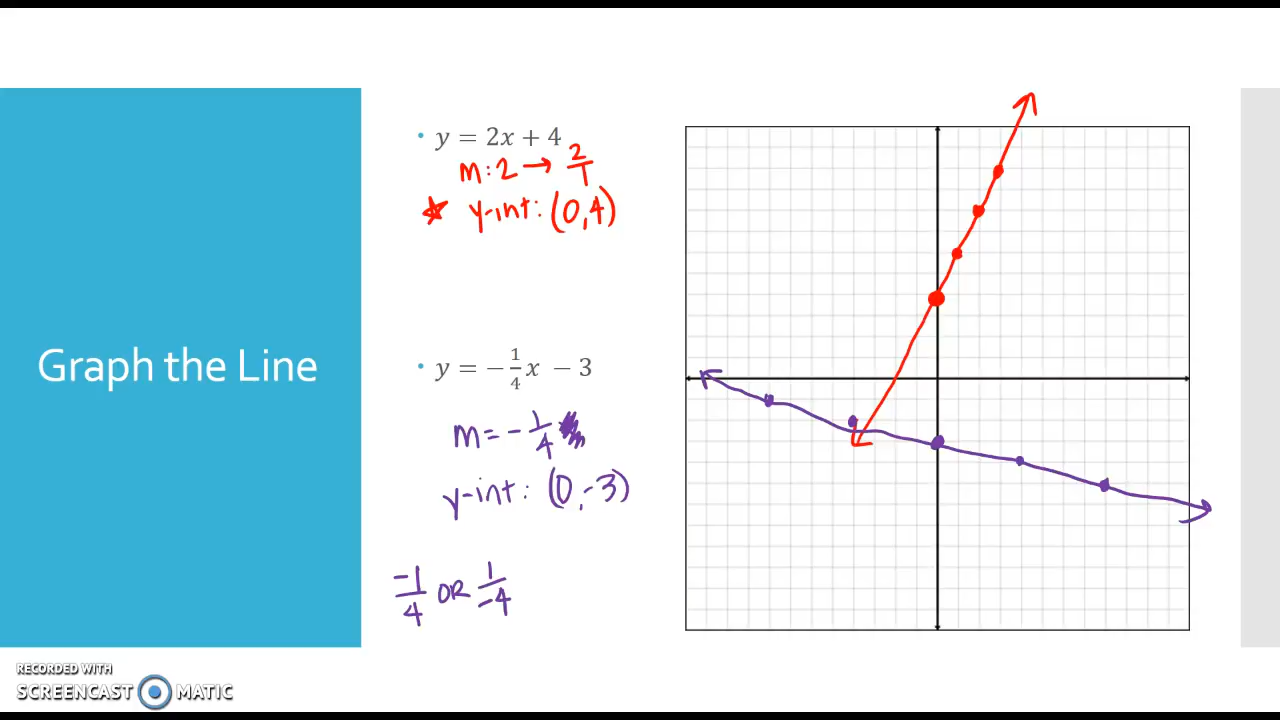 Graph the Line
• y = 2x + 4
m: 2 → 2/1
★ y-int: (0, 4)
• y = −1/4 x − 3
m = -1/4
y-int: (0, -3)
-1/4 OR 1/-4
RECORDED WITH
SCREENCAST MATIC